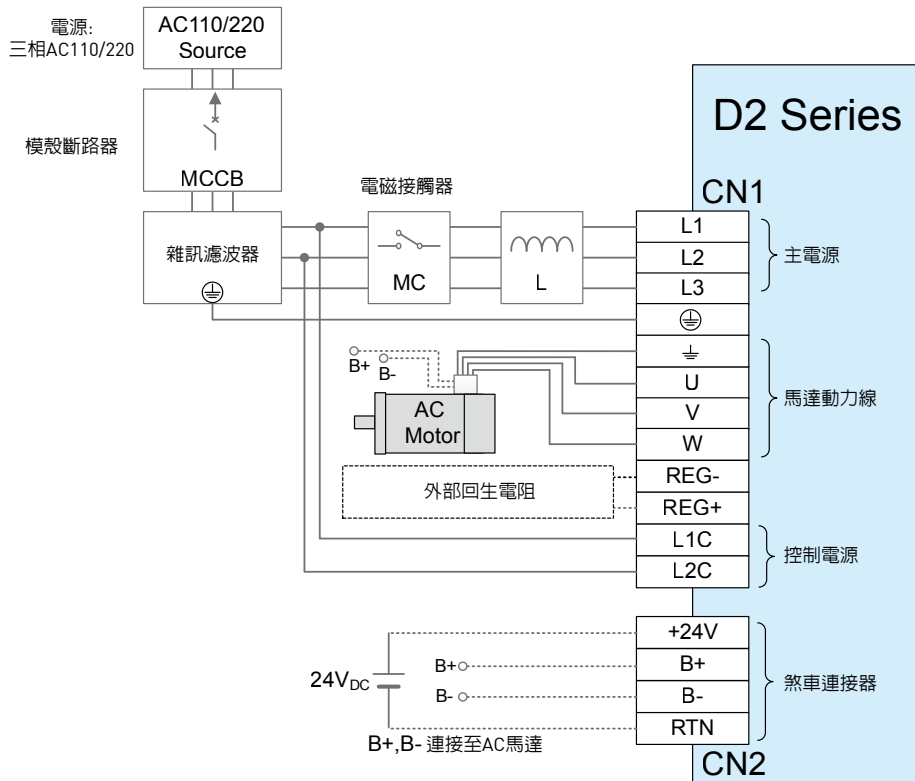 電源:
三相AC110/220
AC110/220
Source
模殼斷路器
MCCB
雜訊濾波器
電磁接觸器
MC
L
D2 Series
CN1
L1
L2
L3
主電源
U
V
W
馬達動力線
B+
B-
AC
Motor
外部回生電阻
REG-
REG+
L1C
L2C
控制電源
+24V
B+
B-
RTN
煞車連接器
24VDC
B+
B-
B+,B- 連接至AC馬達
CN2